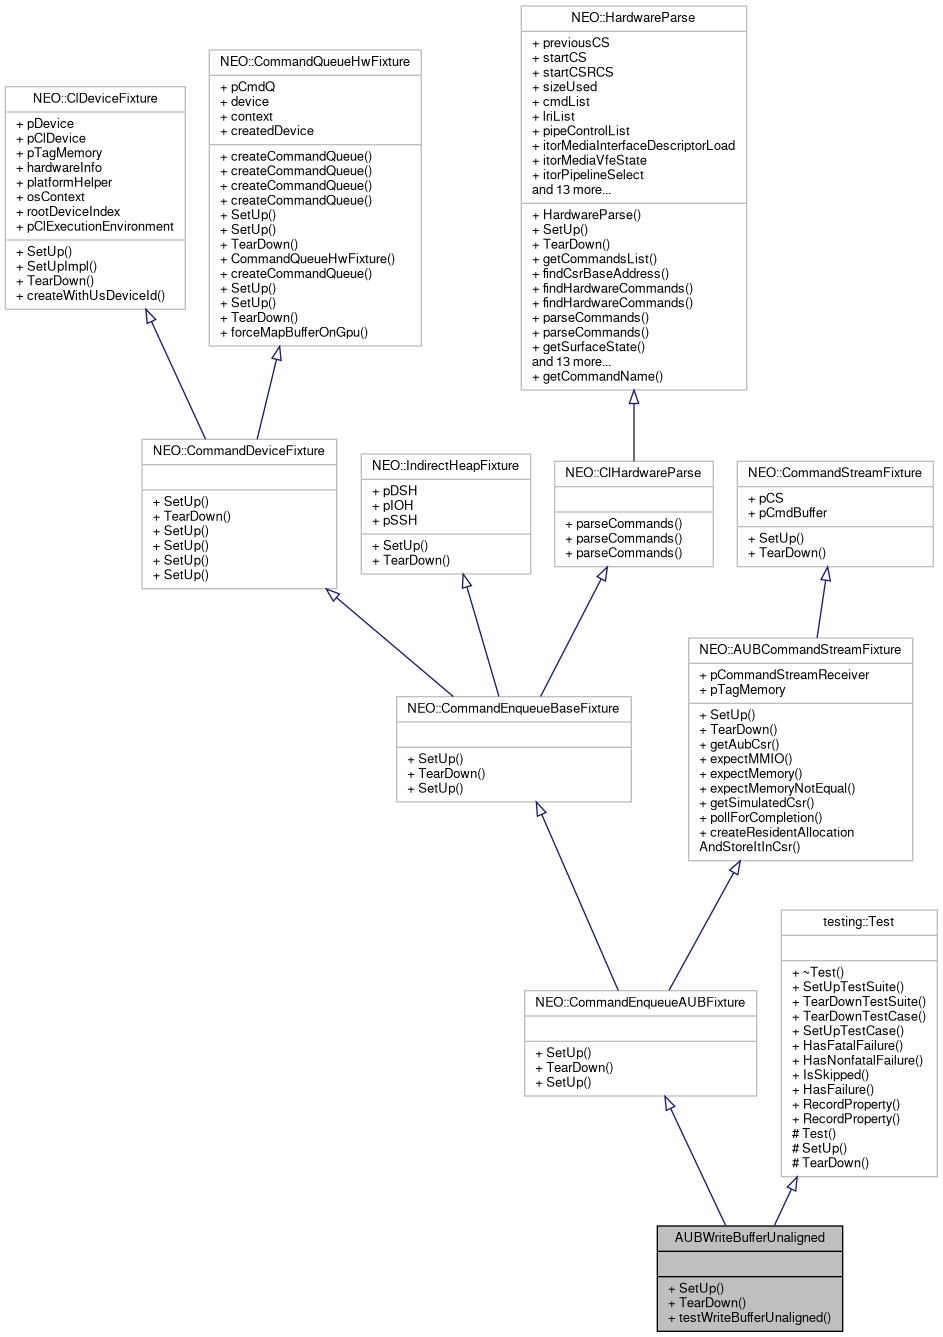 NEO::HardwareParse
+ previousCS
+ startCS
+ startCSRCS
+ sizeUsed
+ cmdList
+ lriList
+ pipeControlList
+ itorMediaInterfaceDescriptorLoad
+ itorMediaVfeState
+ itorPipelineSelect
and 13 more...
+ HardwareParse()
+ SetUp()
+ TearDown()
+ getCommandsList()
+ findCsrBaseAddress()
+ findHardwareCommands()
+ findHardwareCommands()
+ parseCommands()
+ parseCommands()
+ getSurfaceState()
and 13 more...
+ getCommandName()
NEO::CommandQueueHwFixture
+ pCmdQ
+ device
+ context
+ createdDevice
+ createCommandQueue()
+ createCommandQueue()
+ createCommandQueue()
+ createCommandQueue()
+ SetUp()
+ SetUp()
+ TearDown()
+ CommandQueueHwFixture()
+ createCommandQueue()
+ SetUp()
+ SetUp()
+ TearDown()
+ forceMapBufferOnGpu()
NEO::ClDeviceFixture
+ pDevice
+ pClDevice
+ pTagMemory
+ hardwareInfo
+ platformHelper
+ osContext
+ rootDeviceIndex
+ pClExecutionEnvironment
+ SetUp()
+ SetUpImpl()
+ TearDown()
+ createWithUsDeviceId()
NEO::CommandDeviceFixture
+ SetUp()
+ TearDown()
+ SetUp()
+ SetUp()
+ SetUp()
+ SetUp()
NEO::IndirectHeapFixture
+ pDSH
+ pIOH
+ pSSH
+ SetUp()
+ TearDown()
NEO::ClHardwareParse
+ parseCommands()
+ parseCommands()
+ parseCommands()
NEO::CommandStreamFixture
+ pCS
+ pCmdBuffer
+ SetUp()
+ TearDown()
NEO::AUBCommandStreamFixture
+ pCommandStreamReceiver
+ pTagMemory
+ SetUp()
+ TearDown()
+ getAubCsr()
+ expectMMIO()
+ expectMemory()
+ expectMemoryNotEqual()
+ getSimulatedCsr()
+ pollForCompletion()
+ createResidentAllocation
AndStoreItInCsr()
NEO::CommandEnqueueBaseFixture
+ SetUp()
+ TearDown()
+ SetUp()
testing::Test
+ ~Test()
+ SetUpTestSuite()
+ TearDownTestSuite()
+ TearDownTestCase()
+ SetUpTestCase()
+ HasFatalFailure()
+ HasNonfatalFailure()
+ IsSkipped()
+ HasFailure()
+ RecordProperty()
+ RecordProperty()
# Test()
# SetUp()
# TearDown()
NEO::CommandEnqueueAUBFixture
+ SetUp()
+ TearDown()
+ SetUp()
AUBWriteBufferUnaligned
+ SetUp()
+ TearDown()
+ testWriteBufferUnaligned()